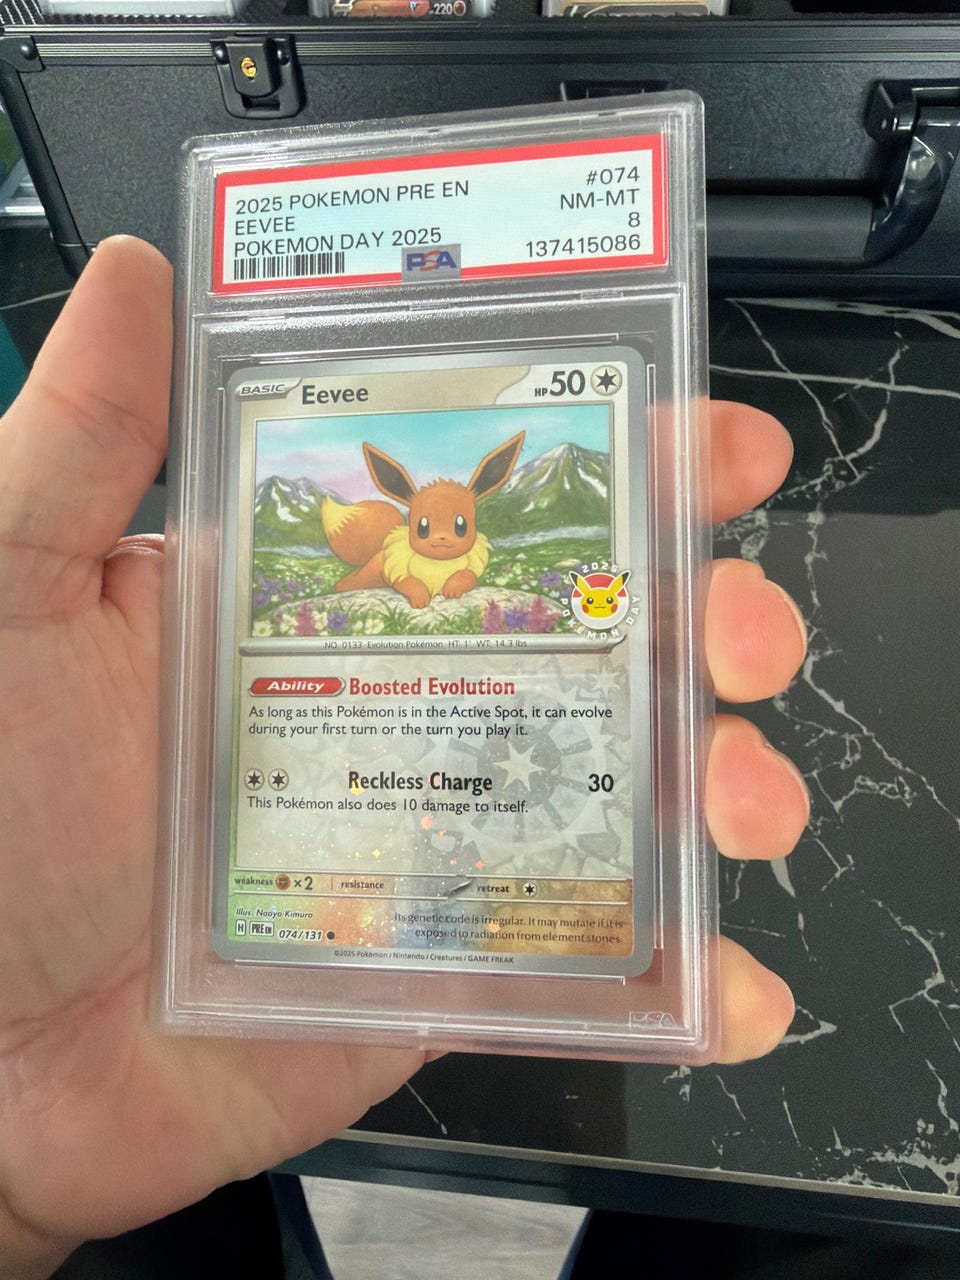 -220
2025 POKEMON PRE EN
#074
EEVEE
NM-MT
POKEMON DAY 2025
8
PSA
137415086
BASIC
Eevee
HP 50
2025
POKÉMON DAY
NO. 0133 Evolution Pokémon HT: 1' WT: 14.3 lbs
Ability Boosted Evolution
As long as this Pokémon is in the Active Spot, it can evolve
during your first turn or the turn you play it.
Reckless Charge 30
This Pokémon also does 10 damage to itself.
weakness ×2 resistance retreat
Illus. Naoyo Kimura
H PRE EN 074/131
Its genetic code is irregular. It may mutate if it is
exposed to radiation from element stones.
©2025 Pokémon / Nintendo / Creatures / GAME FREAK
PSA